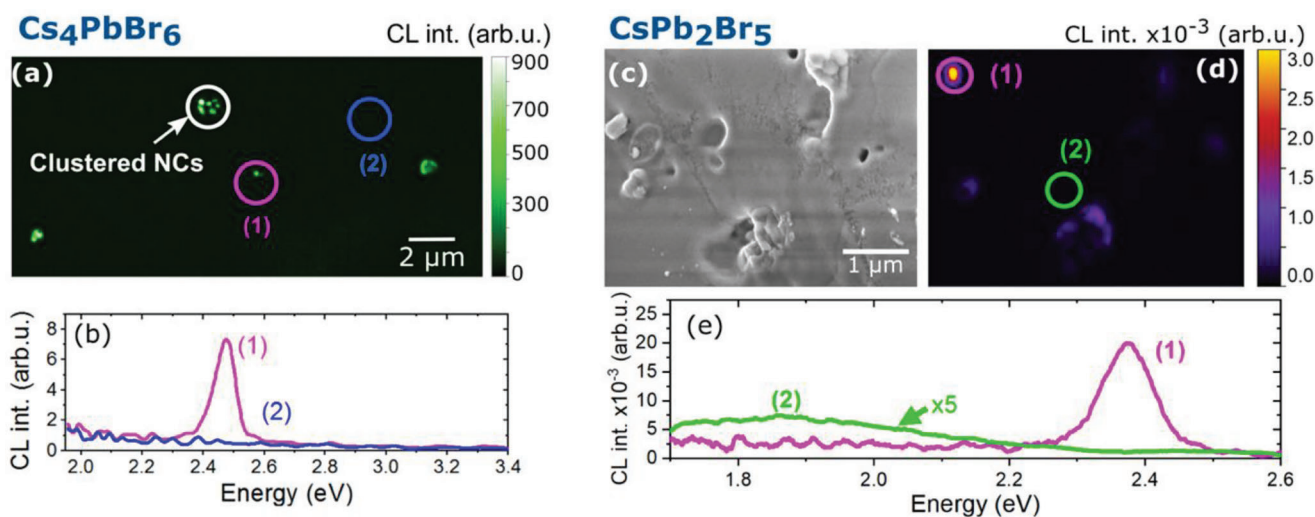 Cs4PbBr6
CL int. (arb.u.)
(a)
Clustered NCs
(1)
(2)
2 μm
900
700
500
300
0
(b)
CL int. (arb.u.)
8
6
4
2
0
(1)
(2)
2.0 2.2 2.4 2.6 2.8 3.0 3.2 3.4
Energy (eV)
CsPb2Br5
CL int. x10-3 (arb.u.)
(c)
1 μm
(1)
(d)
(2)
3.0
2.5
2.0
1.5
1.0
0.0
(e)
CL int. x10-3 (arb.u.)
25
20
15
10
5
0
(2)
x5
(1)
1.8 2.0 2.2 2.4 2.6
Energy (eV)